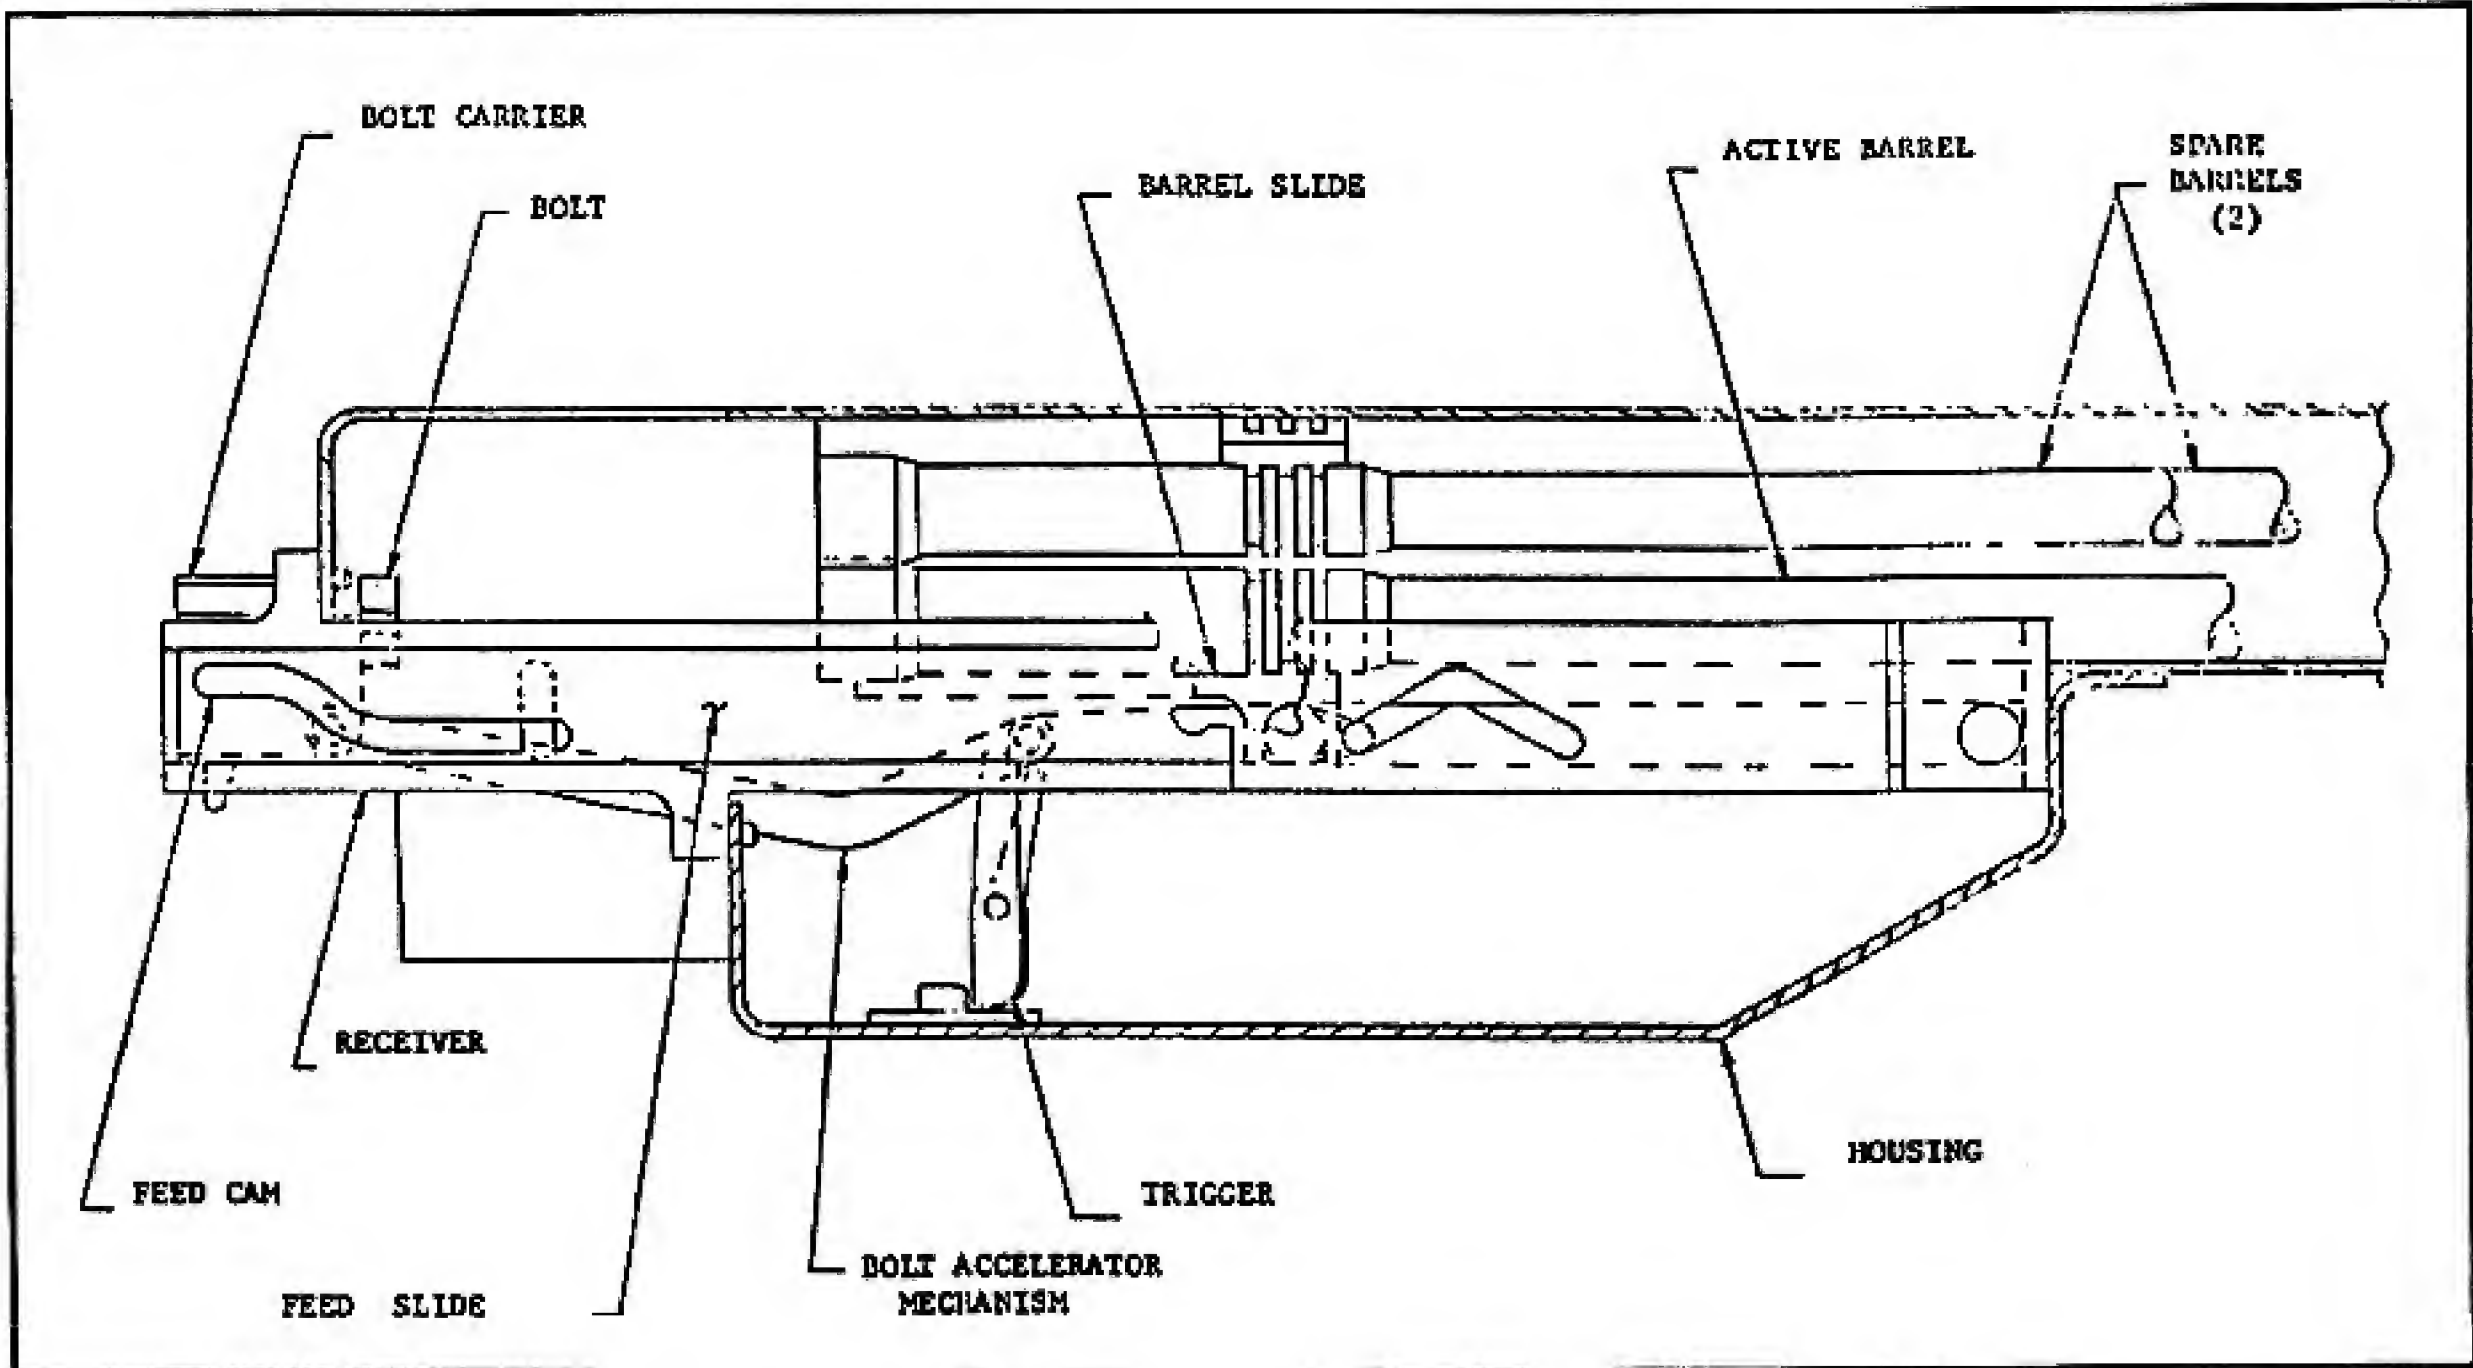 BOLT CARRIER
BOLT
BARREL SLIDE
ACTIVE BARREL
SPARE
BARRELS
(2)
RECEIVER
FEED CAM
FEED SLIDE
BOLT ACCELERATOR
MECHANISM
TRIGGER
HOUSING